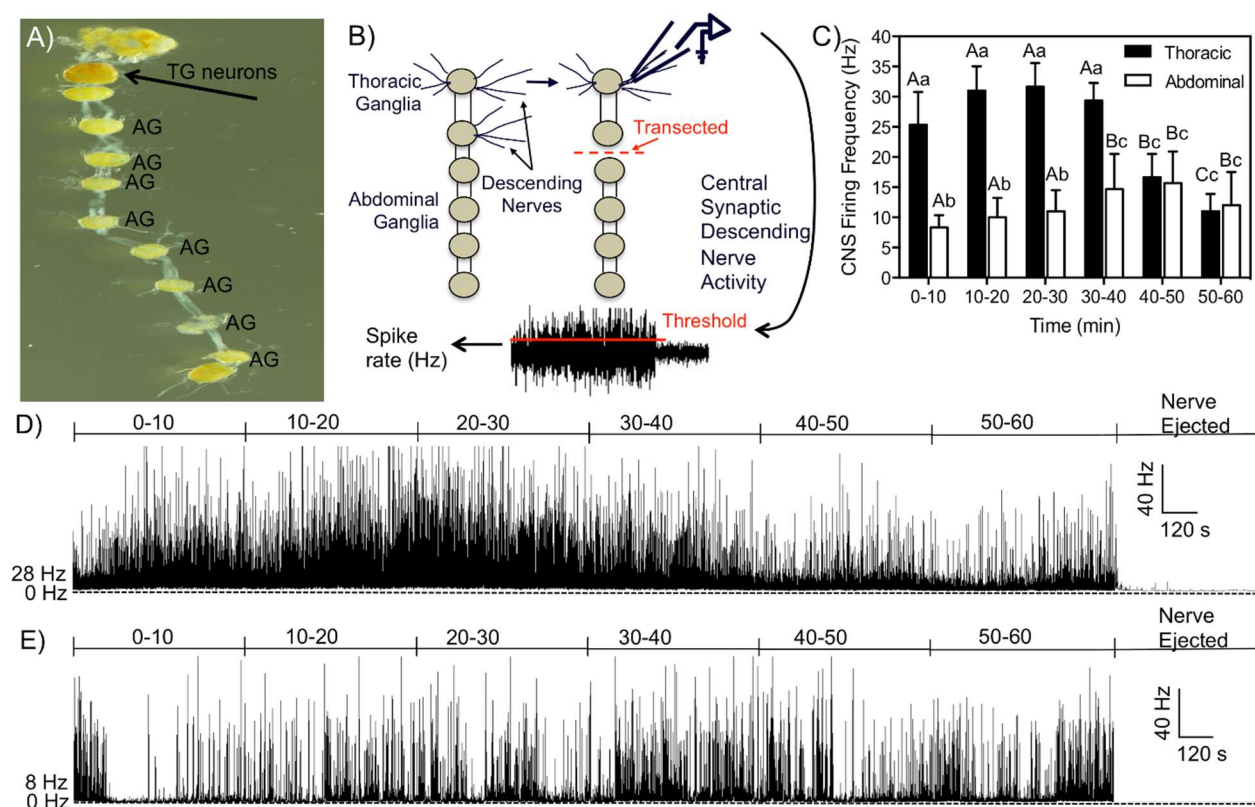 A)
TG neurons
AG
AG
AG
AG
AG
AG
AG
AG
B)
Thoracic
Ganglia
Transected
Descending
Nerves
Abdominal
Ganglia
Central
Synaptic
Descending
Nerve
Activity
Threshold
Spike
rate (Hz)
C)
CNS Firing Frequency (Hz)
40
35
30
25
20
15
10
5
0
Thoracic
Abdominal
Aa
Ab
Aa
Ab
Aa
Ab
Aa
Bc
Bc
Bc
Cc
Bc
0-10
10-20
20-30
30-40
40-50
50-60
Time (min)
D)
0-10
10-20
20-30
30-40
40-50
50-60
Nerve
Ejected
40 Hz
120 s
28 Hz
0 Hz
E)
0-10
10-20
20-30
30-40
40-50
50-60
Nerve
Ejected
40 Hz
120 s
8 Hz
0 Hz